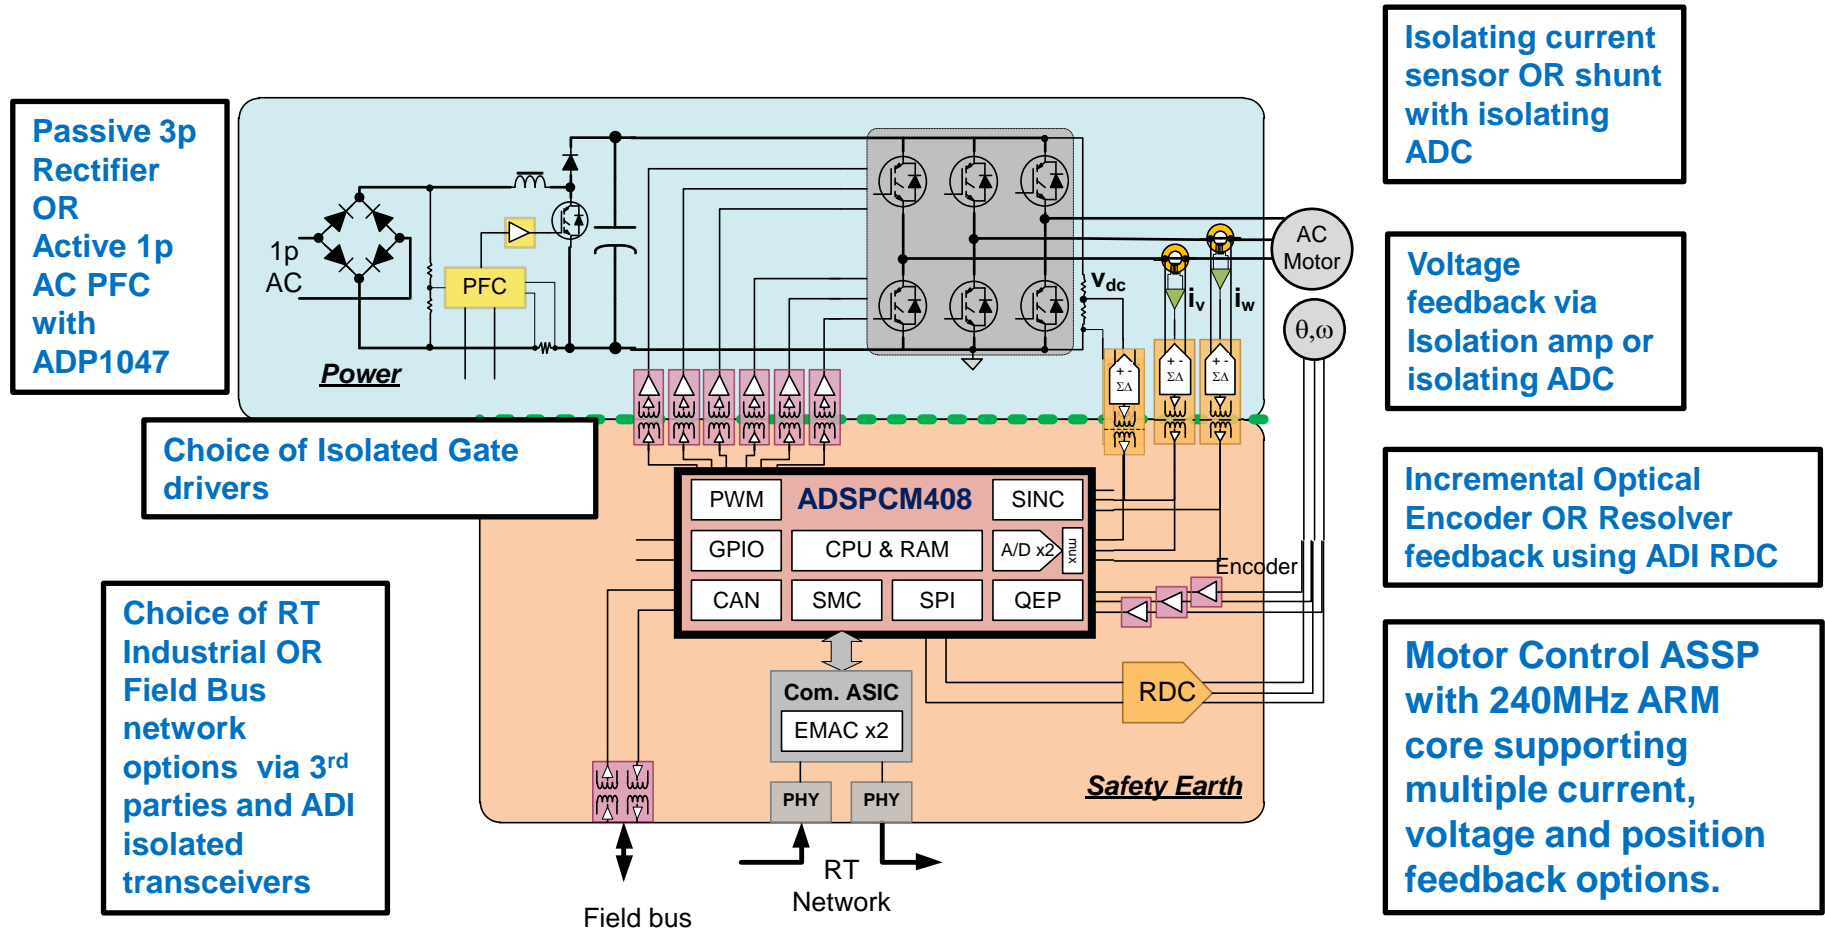 Passive 3p
Rectifier
OR
Active 1p
AC PFC
with
ADP1047
Isolating current
sensor OR shunt
with isolating
ADC
1p
AC
PFC
Power
AC
Motor
Vdc
iv
iw
θ,ω
+ -
ΣΔ
+ -
ΣΔ
+ -
ΣΔ
Voltage
feedback via
Isolation amp or
isolating ADC
Choice of Isolated Gate
drivers
PWM
ADSPCM408
SINC
GPIO
CPU & RAM
A/D x2
mux
CAN
SMC
SPI
QEP
Encoder
Incremental Optical
Encoder OR Resolver
feedback using ADI RDC
Choice of RT
Industrial OR
Field Bus
network
options via 3rd
parties and ADI
isolated
transceivers
Com. ASIC
EMAC x2
RDC
PHY
PHY
Safety Earth
RT
Network
Field bus
Motor Control ASSP
with 240MHz ARM
core supporting
multiple current,
voltage and position
feedback options.